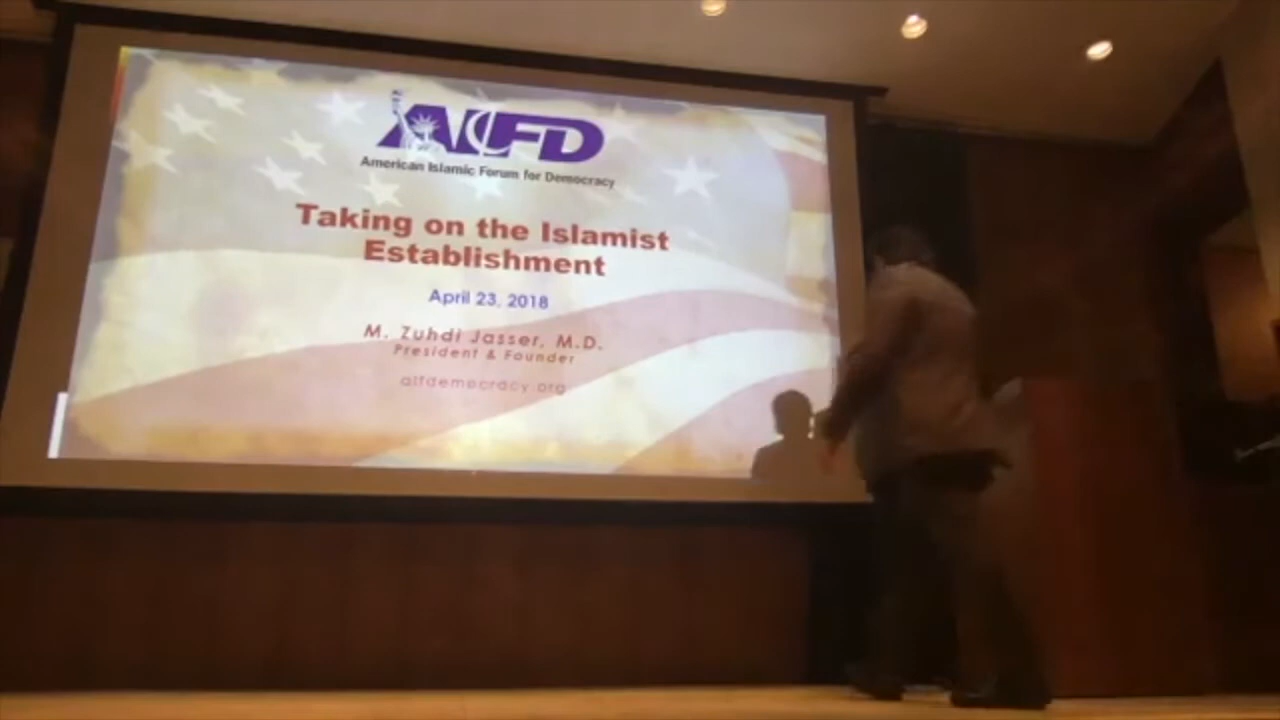 AIFD
American Islamic Forum for Democracy
Taking on the Islamist
Establishment
April 23, 2018
M. Zuhdi Jasser, M.D.
President & Founder
aifdemocracy.org